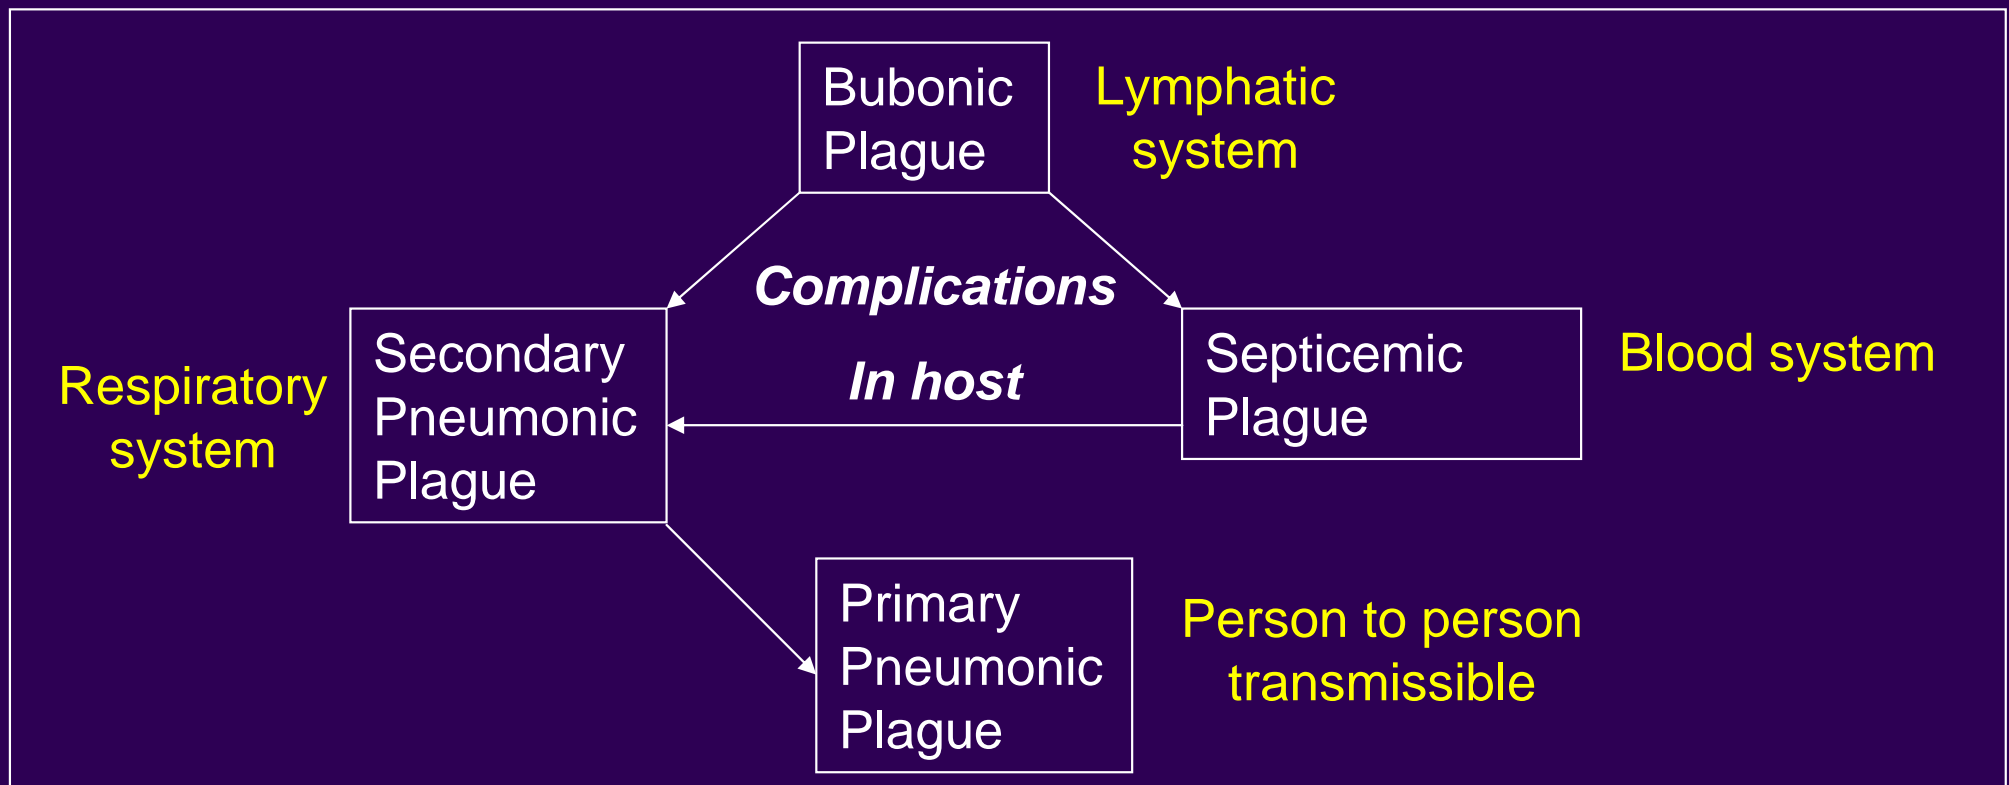 Bubonic
Plague
Lymphatic
system
Complications
In host
Respiratory
system
Secondary
Pneumonic
Plague
Septicemic
Plague
Blood system
Primary
Pneumonic
Plague
Person to person
transmissible